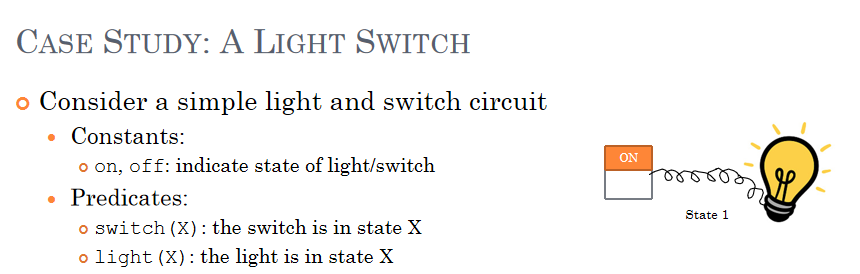 CASE STUDY: A LIGHT SWITCH
Consider a simple light and switch circuit
Constants:
on, off: indicate state of light/switch
Predicates:
switch(X): the switch is in state X
light(X): the light is in state X
ON
State 1